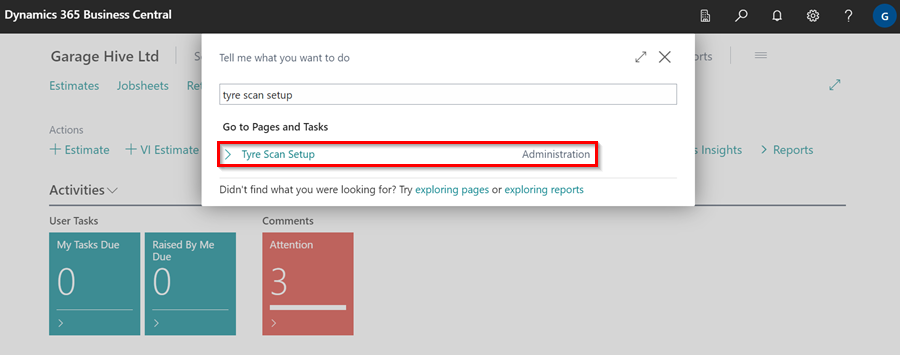 Dynamics 365 Business Central
G
Garage Hive Ltd
Tell me what you want to do
Estimates Jobsheets
tyre scan setup
Go to Pages and Tasks
Tyre Scan Setup Administration
Actions
+ Estimate + VI Estimate Insights > Reports
Didn't find what you were looking for? Try exploring pages or exploring reports
Activities
User Tasks Comments
My Tasks Due Raised By Me Due Attention
0 0 3